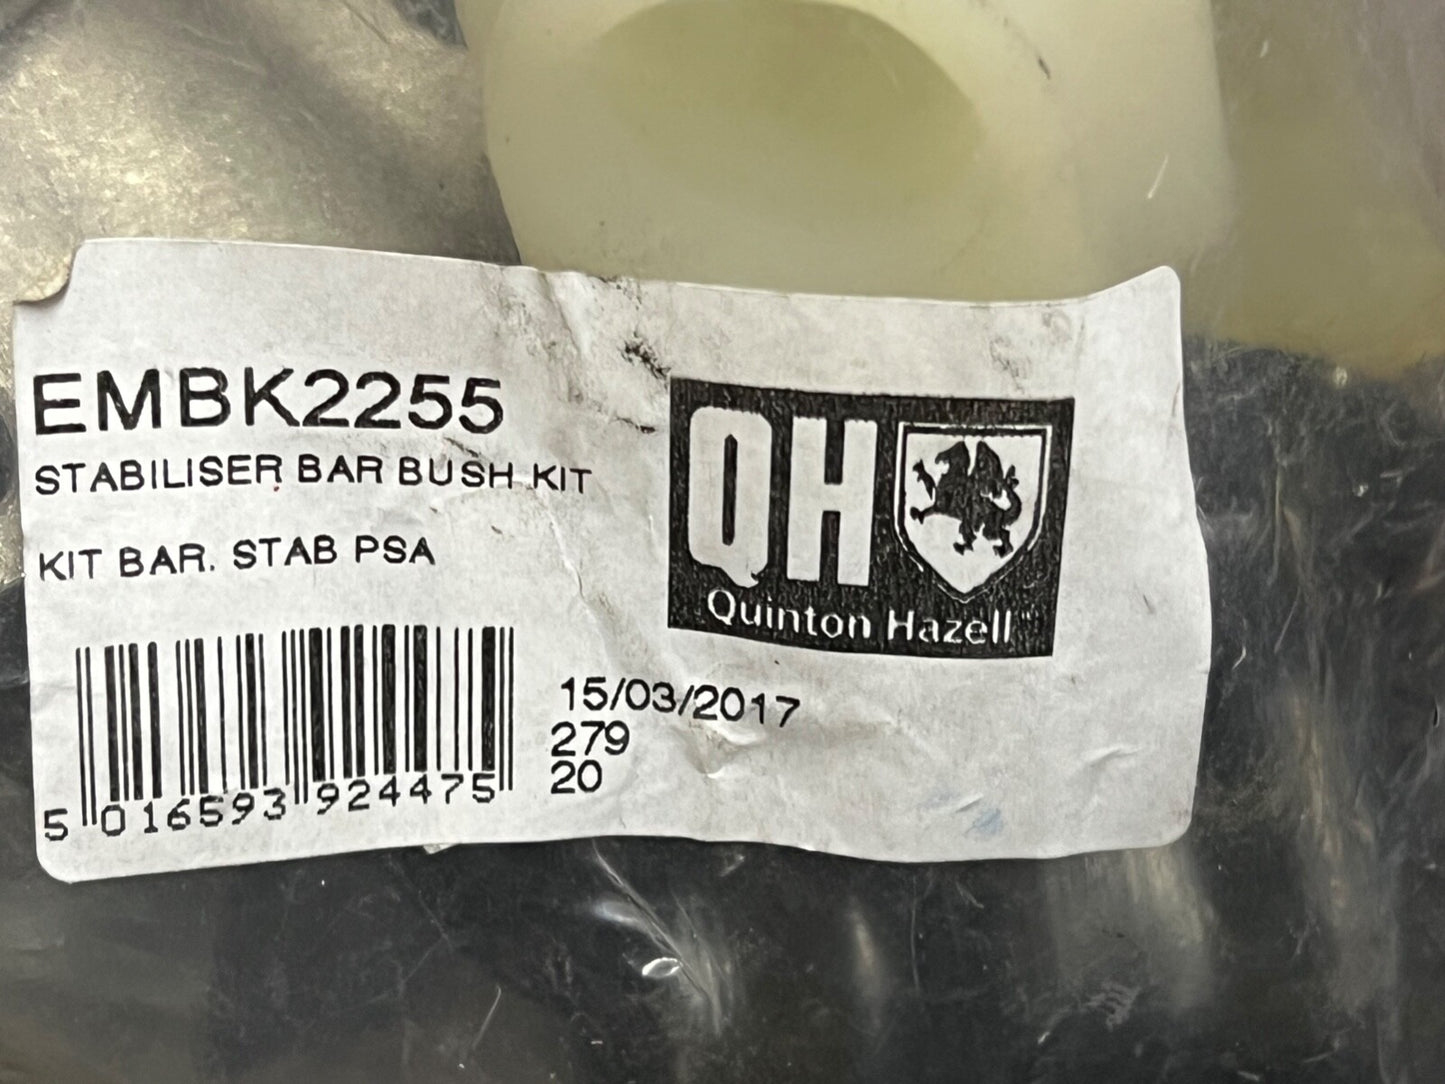 EMBK2255
STABILISER BAR BUSH KIT
KIT BAR. STAB PSA
QH
Quinton Hazell
5 016593 924475
15/03/2017
279
20